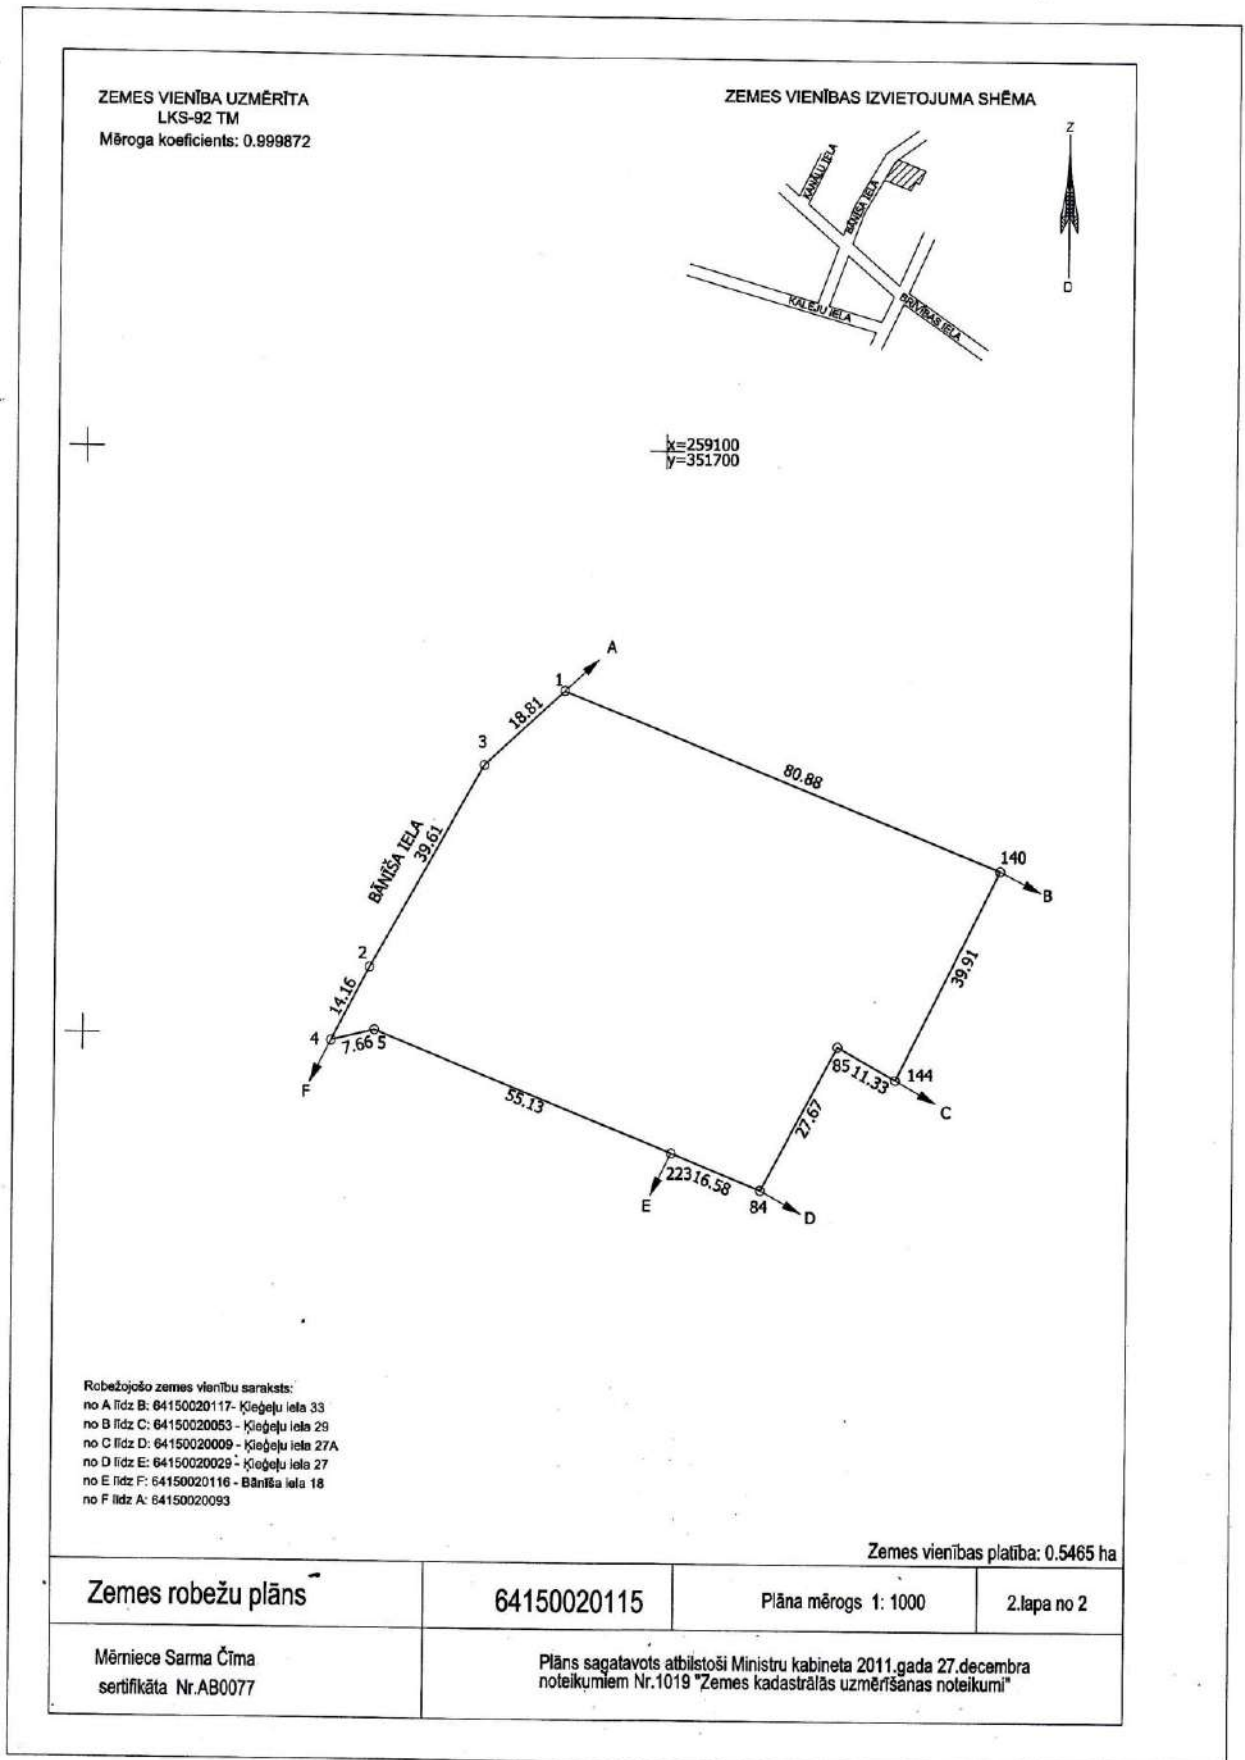 ZEMES VIENĪBA UZMĒRĪTA
LKS-92 TM
Mēroga koeficients: 0.999872
ZEMES VIENĪBAS IZVIETOJUMA SHĒMA
Z
KANĀLU IELA
BĀNĪŠA IELA
KALĒJU IELA
BRĪVĪBAS IELA
D
x=259100
y=351700
A
1
18.81
3
80.88
140
B
BĀNĪŠA IELA
39.61
39.91
2
14.16
4
7.66
5
F
55.13
85
11.33
144
C
27.67
223
16.58
E
84
D
Robežojošo zemes vienību saraksts:
no A līdz B: 64150020117- Ķieģeļu iela 33
no B līdz C: 64150020053 - Ķieģeļu iela 29
no C līdz D: 64150020009 - Ķieģeļu iela 27A
no D līdz E: 64150020029 - Ķieģeļu iela 27
no E līdz F: 64150020116 - Bānīša iela 18
no F līdz A: 64150020093
Zemes vienības platība: 0.5465 ha
Zemes robežu plāns
64150020115
Plāna mērogs 1: 1000
2.lapa no 2
Mērniece Sarma Čīma
sertifikāta Nr.AB0077
Plāns sagatavots atbilstoši Ministru kabineta 2011.gada 27.decembra
noteikumiem Nr.1019 "Zemes kadastrālās uzmērīšanas noteikumi"